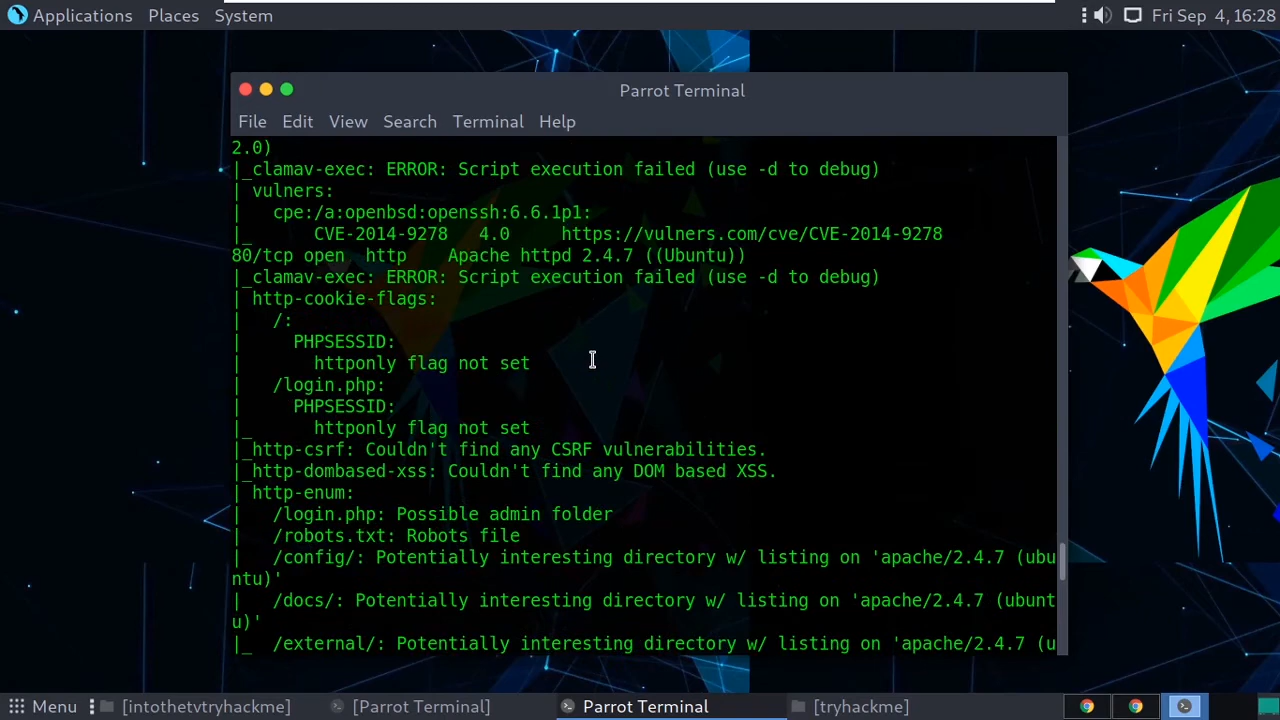 Applications Places System Fri Sep 4, 16:28
Parrot Terminal
File Edit View Search Terminal Help
2.0)
|_clamav-exec: ERROR: Script execution failed (use -d to debug)
| vulners:
|   cpe:/a:openbsd:openssh:6.6.1p1:
|_      CVE-2014-9278   4.0     https://vulners.com/cve/CVE-2014-9278
80/tcp open  http    Apache httpd 2.4.7 ((Ubuntu))
|_clamav-exec: ERROR: Script execution failed (use -d to debug)
| http-cookie-flags:
|   /:
|     PHPSESSID:
|       httponly flag not set
|   /login.php:
|     PHPSESSID:
|_      httponly flag not set
|_http-csrf: Couldn't find any CSRF vulnerabilities.
|_http-dombased-xss: Couldn't find any DOM based XSS.
| http-enum:
|   /login.php: Possible admin folder
|   /robots.txt: Robots file
|   /config/: Potentially interesting directory w/ listing on 'apache/2.4.7 (ubu
ntu)'
|   /docs/: Potentially interesting directory w/ listing on 'apache/2.4.7 (ubunt
u)'
|_  /external/: Potentially interesting directory w/ listing on 'apache/2.4.7 (u
Menu [intothetvtryhackme] [Parrot Terminal] Parrot Terminal [tryhackme]